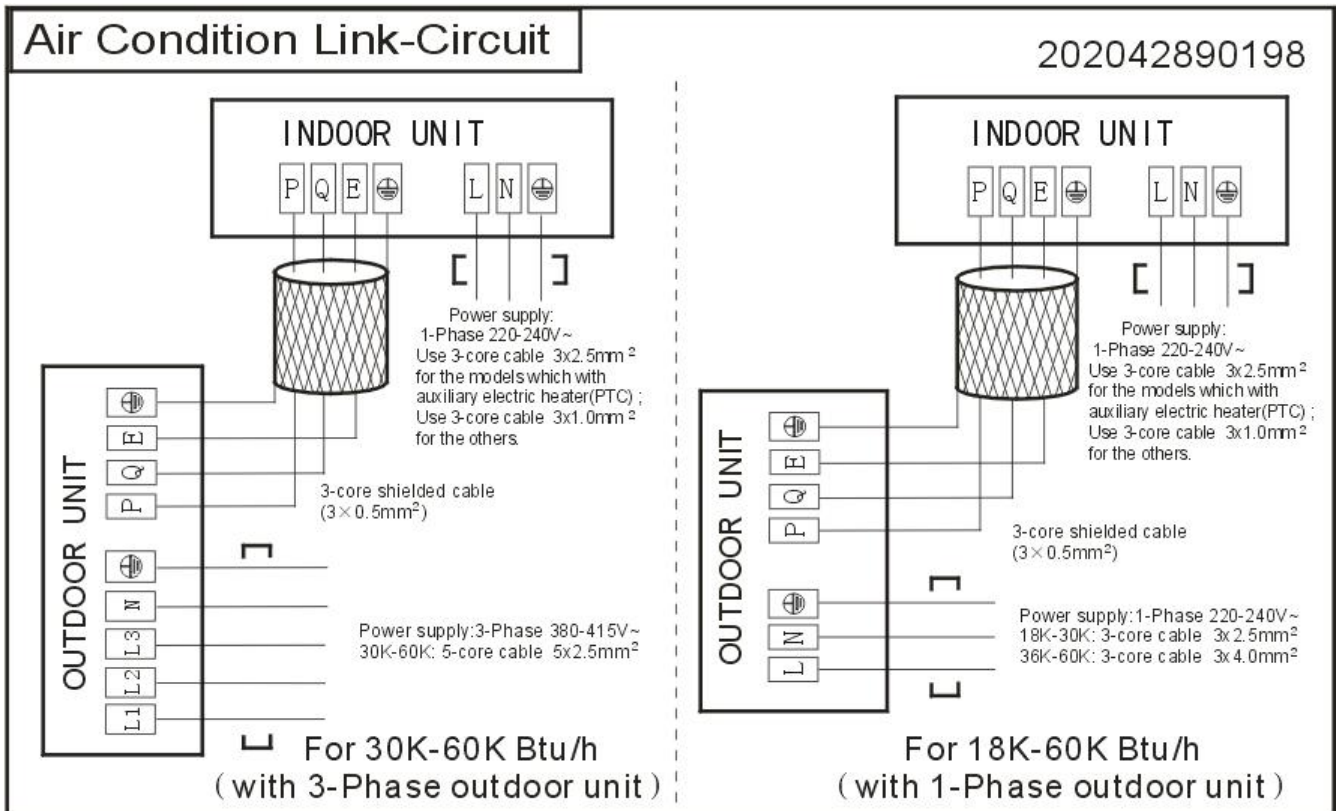 Air Condition Link-Circuit
202042890198
INDOOR UNIT
P Q E L N
Power supply:
1-Phase 220-240V~
Use 3-core cable 3x2.5mm²
for the models which with
auxiliary electric heater(PTC) ;
Use 3-core cable 3x1.0mm²
for the others.
OUTDOOR UNIT
E
Q
P
N
L3
L2
L1
3-core shielded cable
(3×0.5mm²)
Power supply:3-Phase 380-415V~
30K-60K: 5-core cable 5x2.5mm²
For 30K-60K Btu/h
(with 3-Phase outdoor unit)
INDOOR UNIT
P Q E L N
Power supply:
1-Phase 220-240V~
Use 3-core cable 3x2.5mm²
for the models which with
auxiliary electric heater(PTC) ;
Use 3-core cable 3x1.0mm²
for the others.
OUTDOOR UNIT
E
Q
P
N
L
3-core shielded cable
(3×0.5mm²)
Power supply:1-Phase 220-240V~
18K-30K: 3-core cable 3x2.5mm²
36K-60K: 3-core cable 3x4.0mm²
For 18K-60K Btu/h
(with 1-Phase outdoor unit)